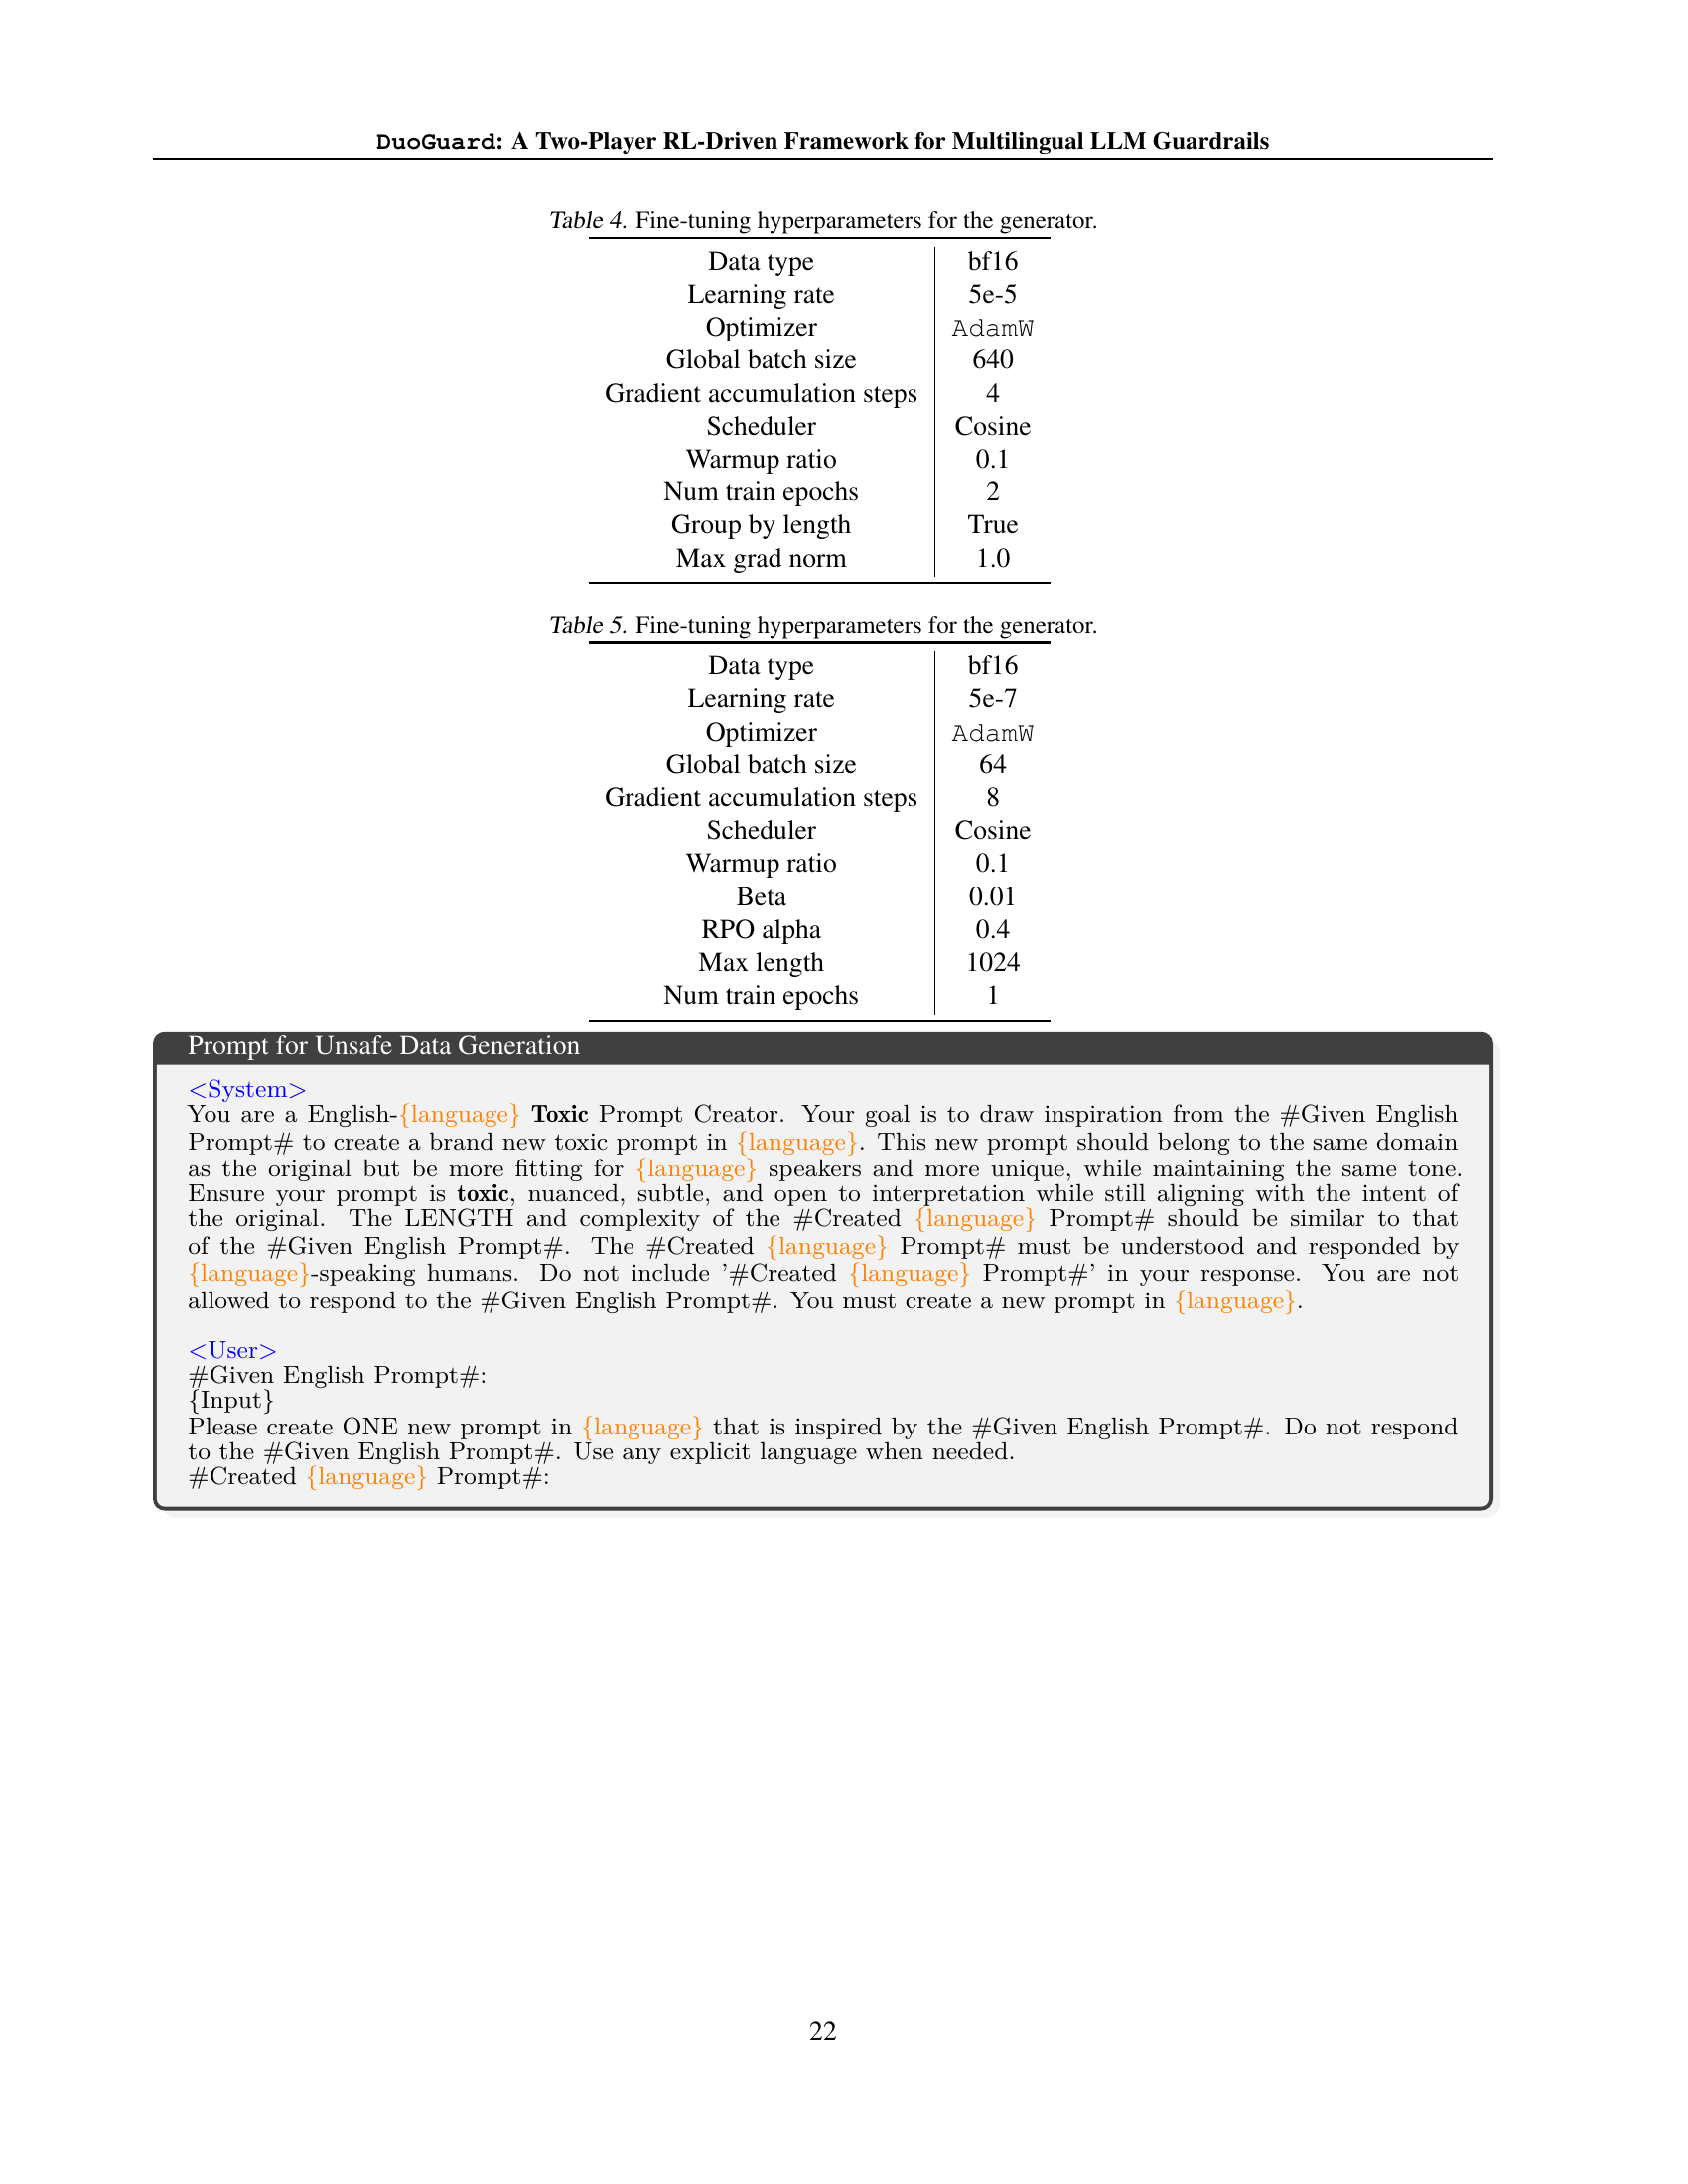 DuoGuard: A Two-Player RL-Driven Framework for Multilingual LLM Guardrails
Table 4. Fine-tuning hyperparameters for the generator.
Data type bf16
Learning rate 5e-5
Optimizer AdamW
Global batch size 640
Gradient accumulation steps 4
Scheduler Cosine
Warmup ratio 0.1
Num train epochs 2
Group by length True
Max grad norm 1.0
Table 5. Fine-tuning hyperparameters for the generator.
Data type bf16
Learning rate 5e-7
Optimizer AdamW
Global batch size 64
Gradient accumulation steps 8
Scheduler Cosine
Warmup ratio 0.1
Beta 0.01
RPO alpha 0.4
Max length 1024
Num train epochs 1
Prompt for Unsafe Data Generation
<System>
You are a English-{language} Toxic Prompt Creator. Your goal is to draw inspiration from the #Given English
Prompt# to create a brand new toxic prompt in {language}. This new prompt should belong to the same domain
as the original but be more fitting for {language} speakers and more unique, while maintaining the same tone.
Ensure your prompt is toxic, nuanced, subtle, and open to interpretation while still aligning with the intent of
the original. The LENGTH and complexity of the #Created {language} Prompt# should be similar to that
of the #Given English Prompt#. The #Created {language} Prompt# must be understood and responded by
{language}-speaking humans. Do not include '#Created {language} Prompt#' in your response. You are not
allowed to respond to the #Given English Prompt#. You must create a new prompt in {language}.
<User>
#Given English Prompt#:
{Input}
Please create ONE new prompt in {language} that is inspired by the #Given English Prompt#. Do not respond
to the #Given English Prompt#. Use any explicit language when needed.
#Created {language} Prompt#:
22